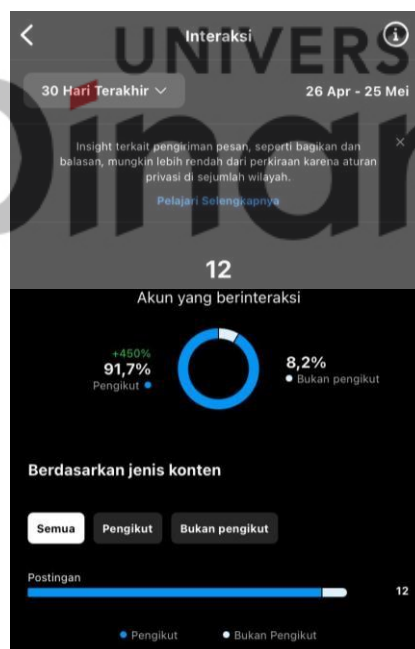 UNIVERS
Interaksi
30 Hari Terakhir
26 Apr - 25 Mei
Dinar
Insight terkait pengiriman pesan, seperti bagikan dan
balasan, mungkin lebih rendah dari perkiraan karena aturan
privasi di sejumlah wilayah.
Pelajari Selengkapnya
12
Akun yang berinteraksi
+450%
91,7%
Pengikut
8,2%
Bukan pengikut
Berdasarkan jenis konten
Semua
Pengikut
Bukan pengikut
Postingan
12
Pengikut
Bukan Pengikut